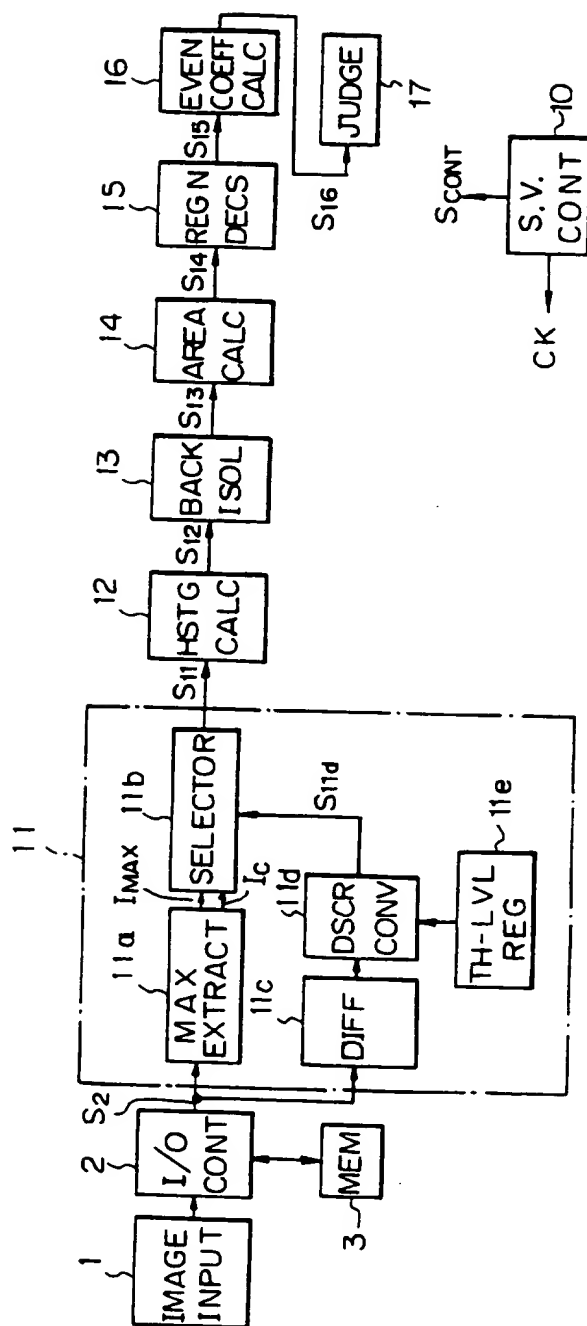 1
IMAGE
INPUT
2
I/O
CONT
S2
3
MEM
11
11a
MAX
EXTRACT
IMAX
IC
11b
SELECTOR
11c
DIFF
11d
DSCR
CONV
S11d
11e
TH-LVL
REG
S11
12
HSTG
CALC
S12
13
BACK
ISOL
S13
14
AREA
CALC
S14
15
REGN
DECS
S15
16
EVEN
COEFF
CALC
S16
JUDGE
17
10
S.V.
CONT
SCONT
CK